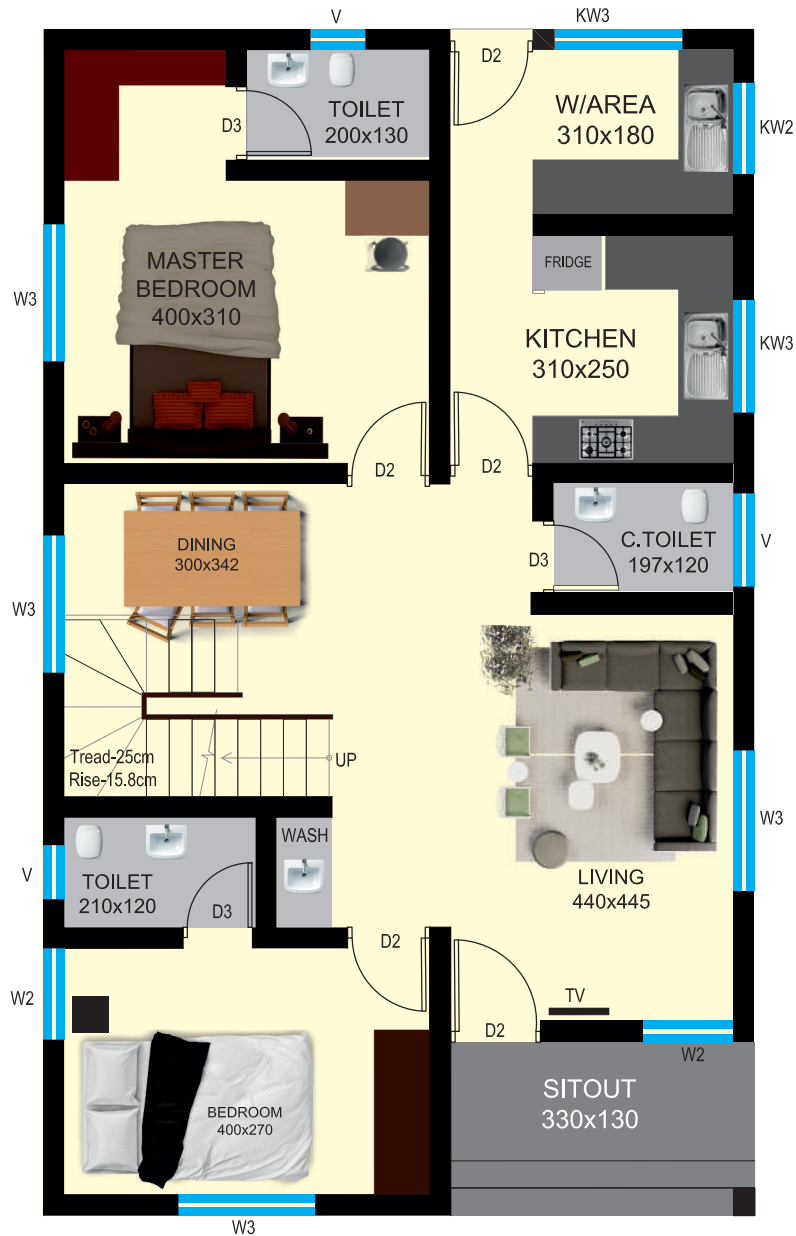 V
KW3
D2
TOILET
200x130
D3
W/AREA
310x180
KW2
W3
MASTER
BEDROOM
400x310
FRIDGE
KITCHEN
310x250
KW3
D2
D2
DINING
300x342
W3
D3
C.TOILET
197x120
V
Tread-25cm
Rise-15.8cm
UP
WASH
W3
V
TOILET
210x120
D3
LIVING
440x445
D2
W2
TV
D2
W2
SITOUT
330x130
BEDROOM
400x270
W3